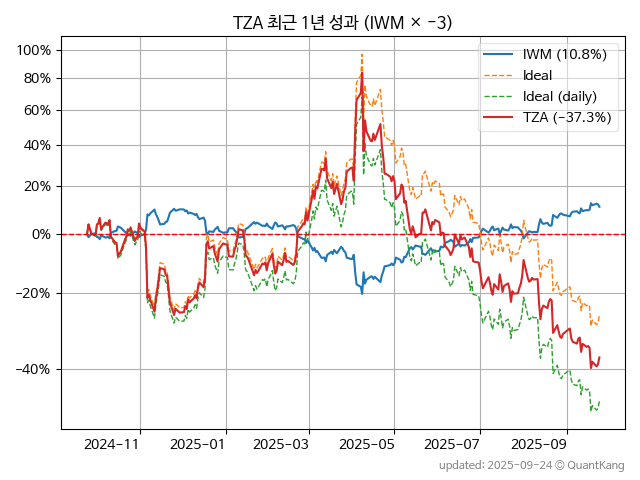 TZA 최근 1년 성과 (IWM × −3)
100%
80%
60%
40%
20%
0%
−20%
−40%
IWM (10.8%)
Ideal
Ideal (daily)
TZA (−37.3%)
2024−11
2025−01
2025−03
2025−05
2025−07
2025−09
updated: 2025-09-24 © QuantKang